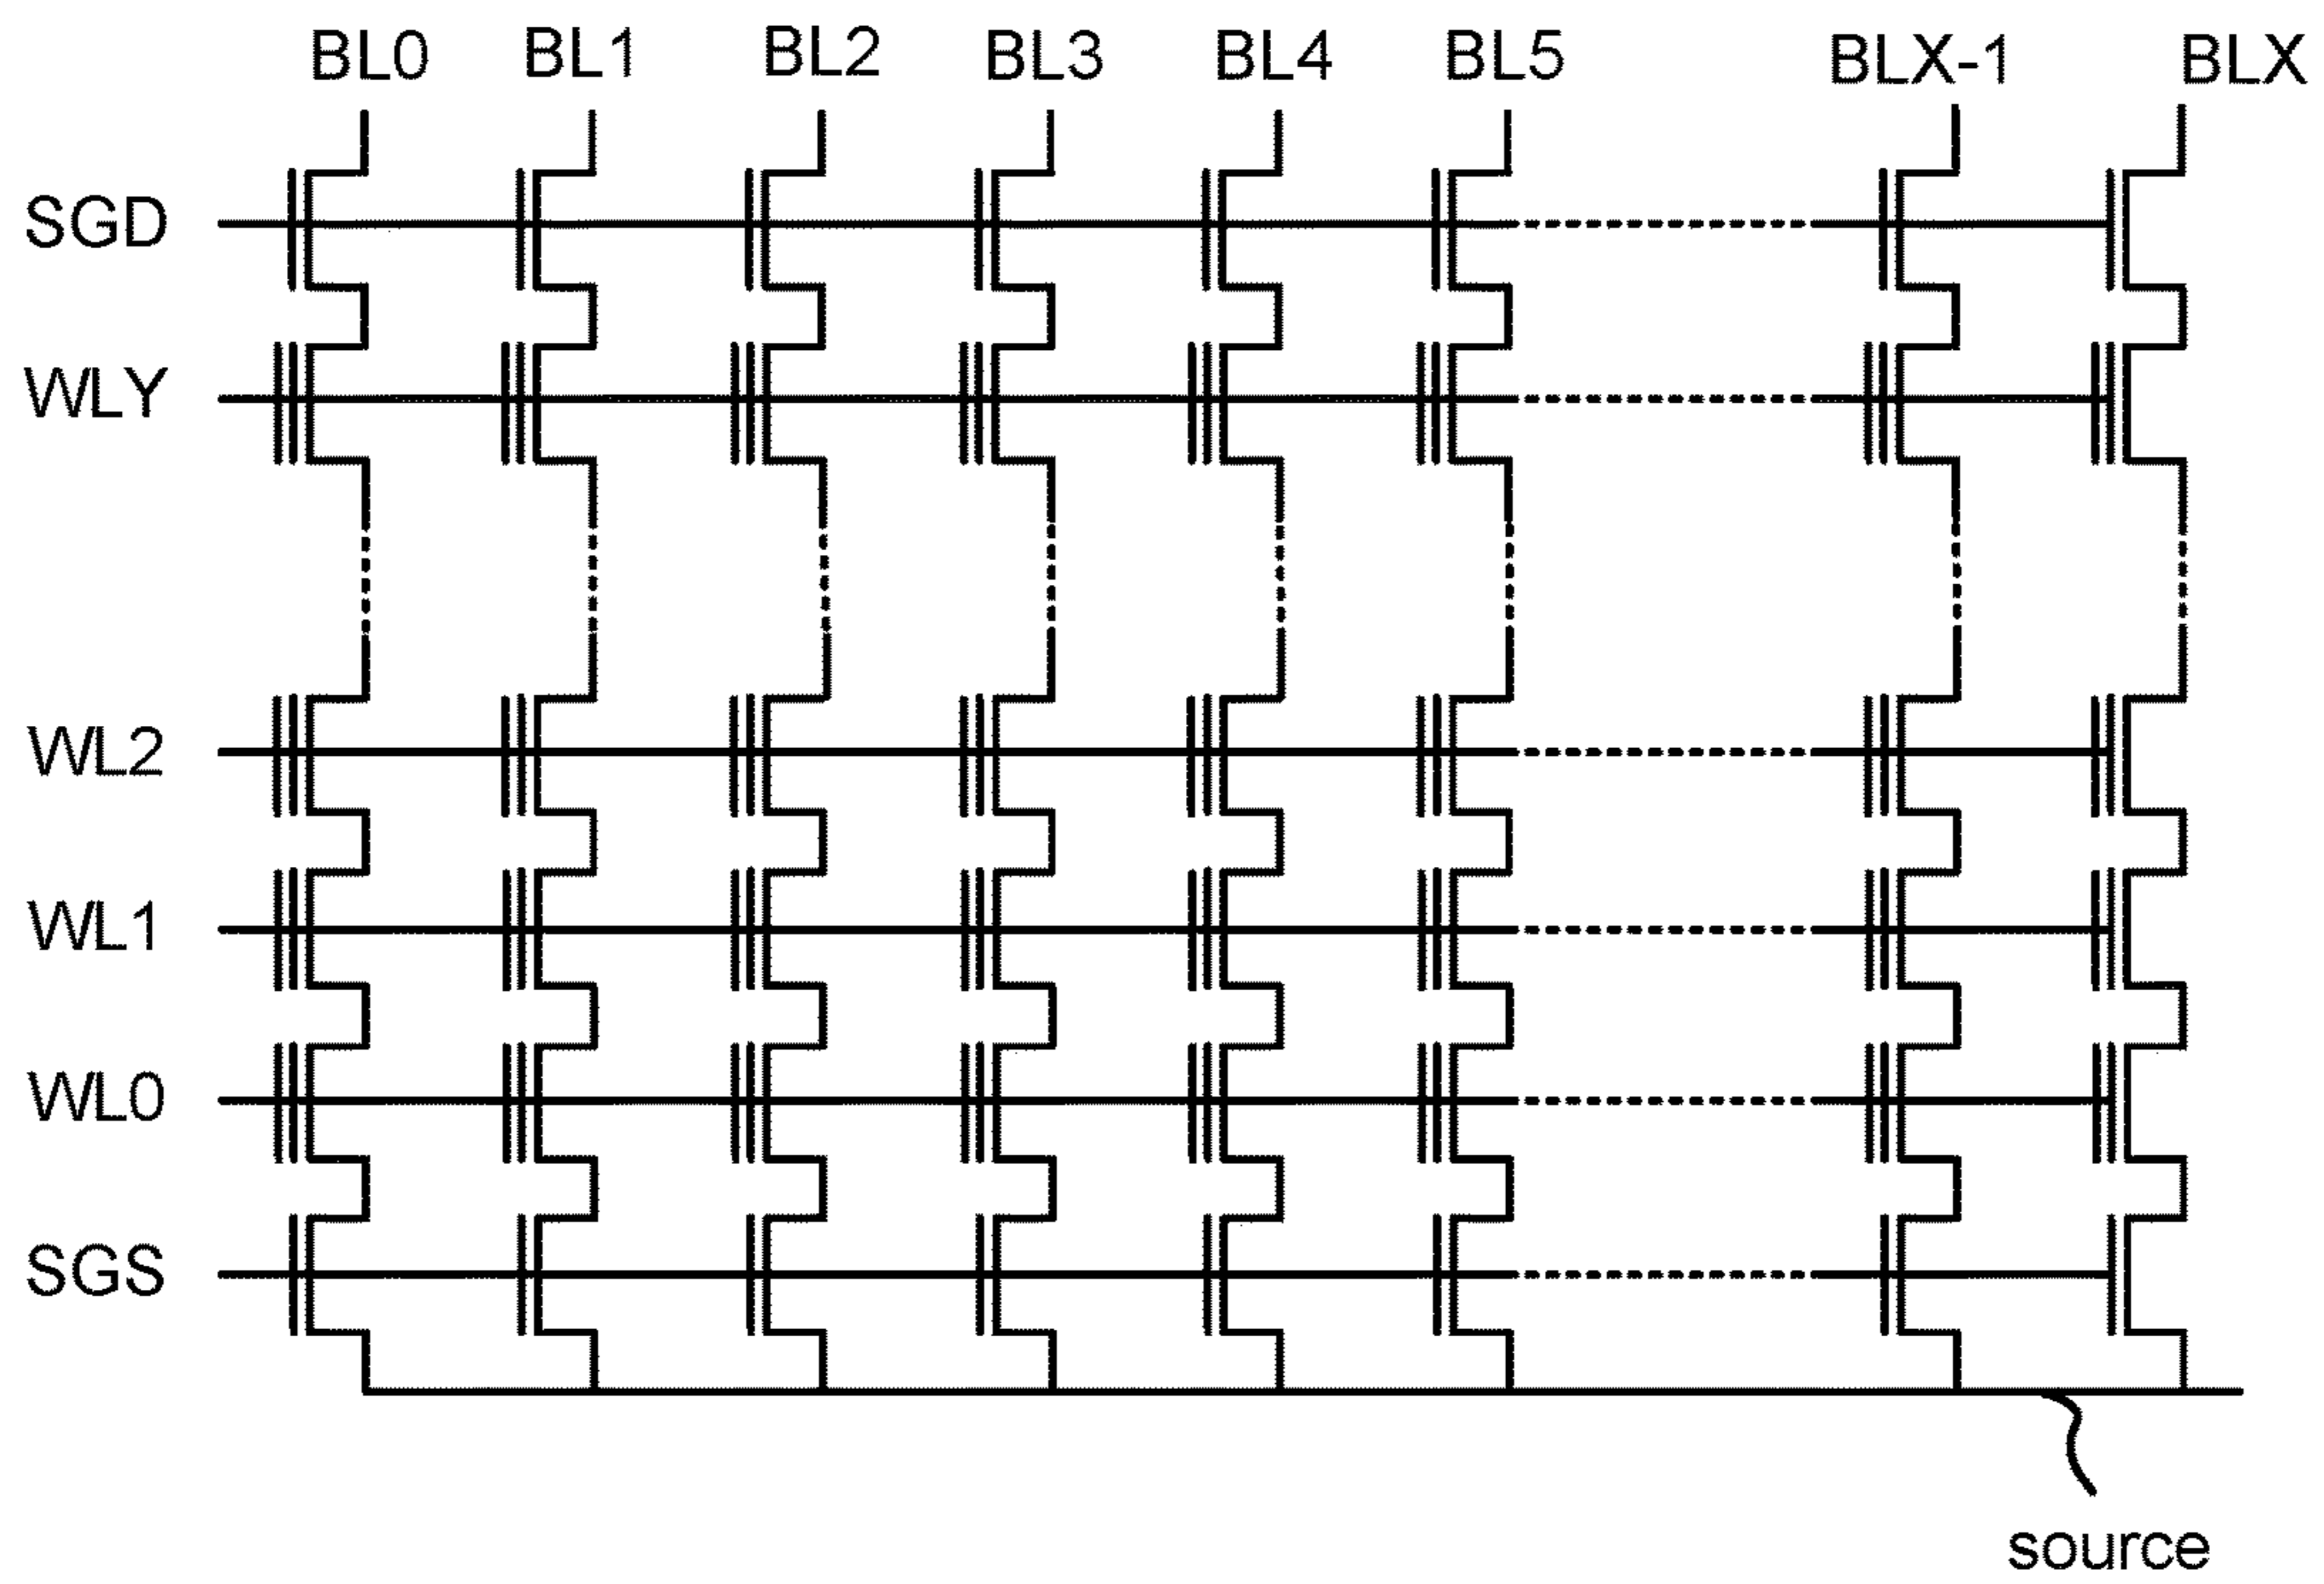 BL0 BL1 BL2 BL3 BL4 BL5 BLX-1 BLX
SGD
WLY
WL2
WL1
WL0
SGS
source